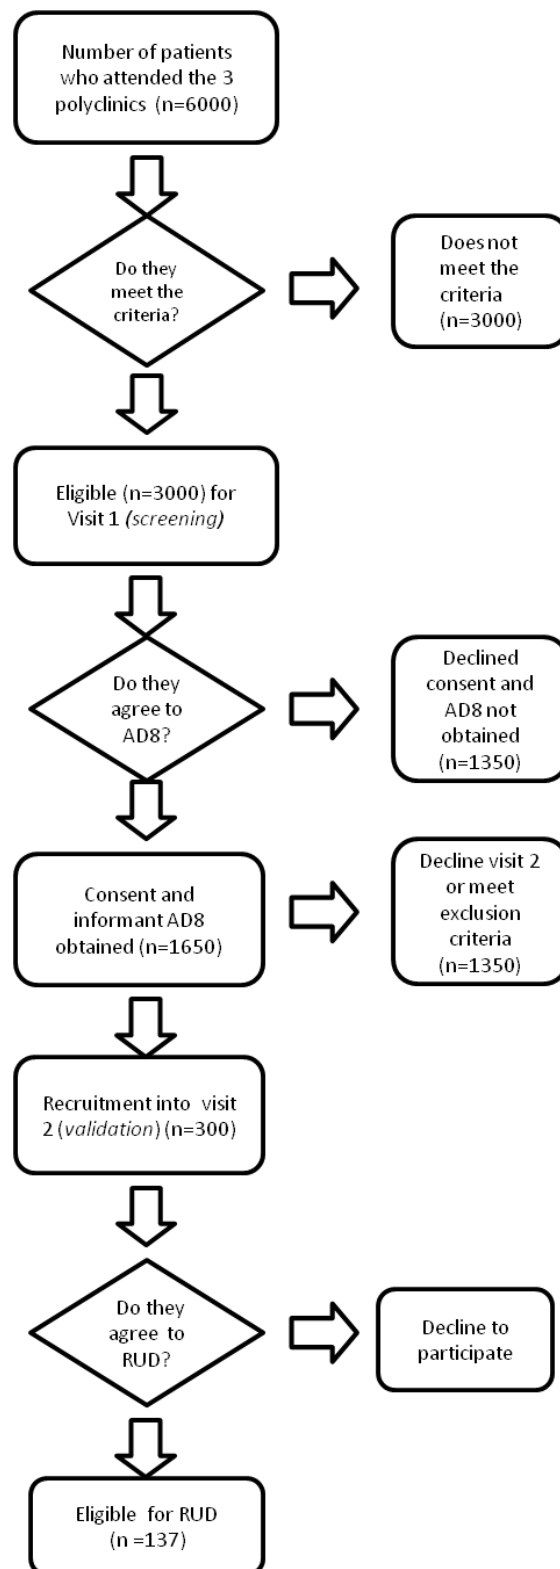 Number of patients
who attended the 3
polyclinics (n=6000)
Do they
meet the
criteria?
Does not
meet the
criteria
(n=3000)
Eligible (n=3000) for
Visit 1 (screening)
Do they
agree to
AD8?
Declined
consent and
AD8 not
obtained
(n=1350)
Consent and
informant AD8
obtained (n=1650)
Decline visit 2
or meet
exclusion
criteria
(n=1350)
Recruitment into visit
2 (validation) (n=300)
Do they
agree to
RUD?
Decline to
participate
Eligible for RUD
(n =137)